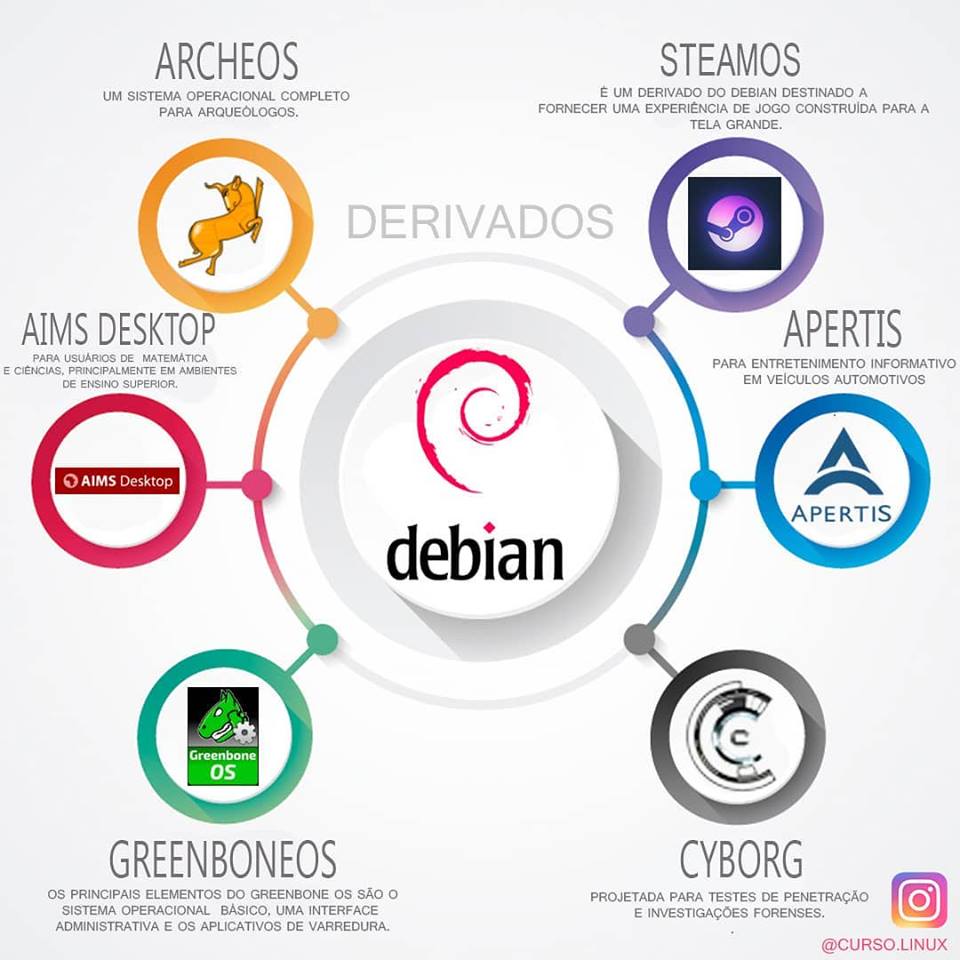 ARCHEOS
UM SISTEMA OPERACIONAL COMPLETO
PARA ARQUEÓLOGOS.
STEAMOS
É UM DERIVADO DO DEBIAN DESTINADO A
FORNECER UMA EXPERIÊNCIA DE JOGO CONSTRUÍDA PARA A
TELA GRANDE.
DERIVADOS
AIMS DESKTOP
PARA USUÁRIOS DE MATEMÁTICA
E CIÊNCIAS, PRINCIPALMENTE EM AMBIENTES
DE ENSINO SUPERIOR.
APERTIS
PARA ENTRETENIMENTO INFORMATIVO
EM VEÍCULOS AUTOMOTIVOS
AIMS Desktop
debian
APERTIS
Greenbone
OS
GREENBONEOS
OS PRINCIPAIS ELEMENTOS DO GREENBONE OS SÃO O
SISTEMA OPERACIONAL BÁSICO, UMA INTERFACE
ADMINISTRATIVA E OS APLICATIVOS DE VARREDURA.
CYBORG
PROJETADA PARA TESTES DE PENETRAÇÃO
E INVESTIGAÇÕES FORENSES.
@CURSO.LINUX